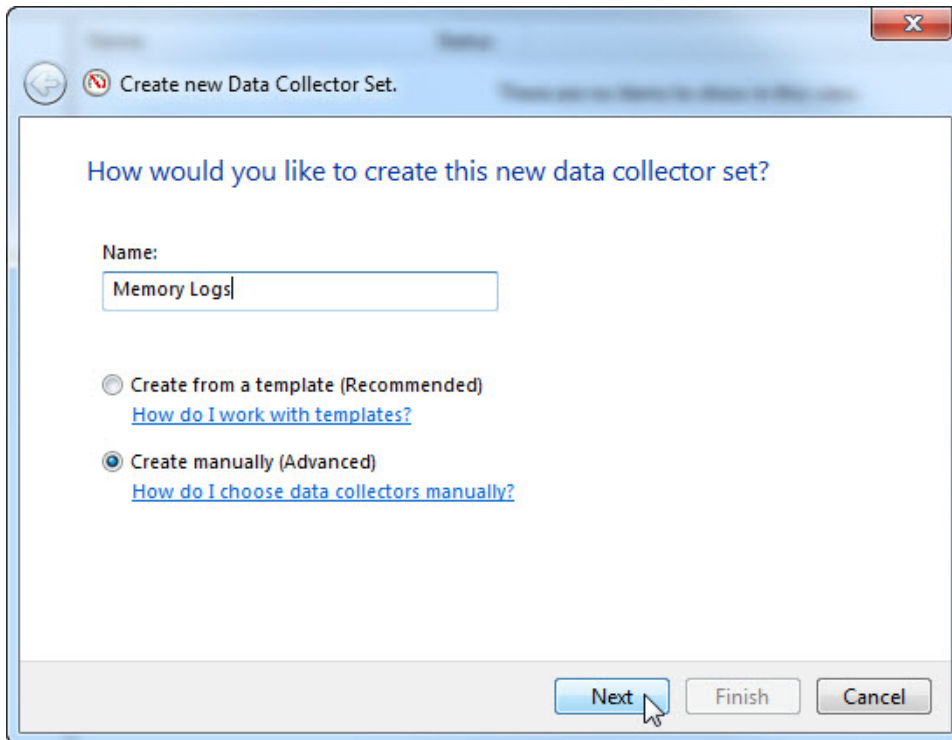 Create new Data Collector Set.
How would you like to create this new data collector set?
Name:
Memory Logs
Create from a template (Recommended)
How do I work with templates?
Create manually (Advanced)
How do I choose data collectors manually?
Next Finish Cancel